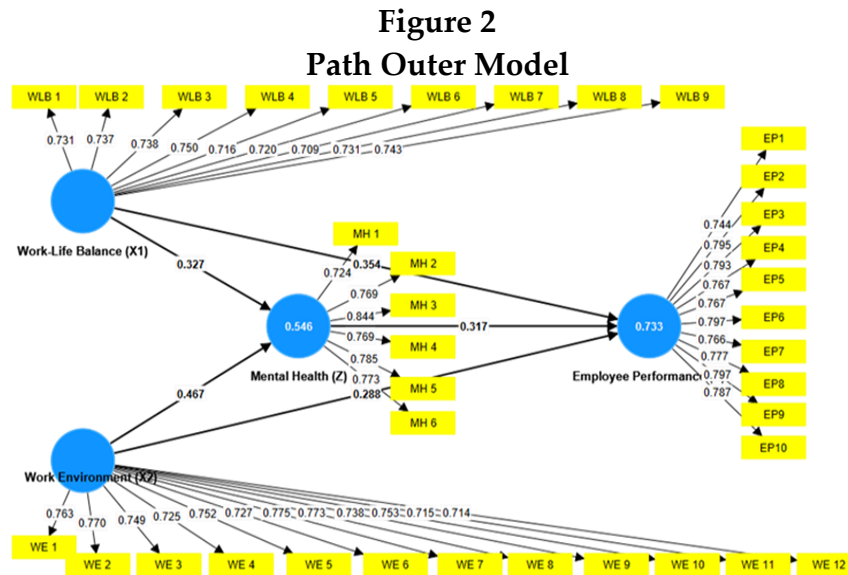 Figure 2
Path Outer Model
WLB 1 WLB 2 WLB 3 WLB 4 WLB 5 WLB 6 WLB 7 WLB 8 WLB 9
0.731 0.737 0.738 0.750 0.716 0.720 0.709 0.731 0.743
Work-Life Balance (X1)
0.327
0.354
MH 1
MH 2
MH 3
MH 4
MH 5
MH 6
0.724
0.769
0.844
0.769
0.785
0.773
0.546
Mental Health (Z)
0.317
0.467
0.288
0.733
Employee Performanc
EP1
EP2
EP3
EP4
EP5
EP6
EP7
EP8
EP9
EP10
0.744
0.795
0.793
0.767
0.767
0.797
0.766
0.777
0.797
0.787
Work Environment (X2)
0.763 0.770 0.749 0.725 0.752 0.727 0.775 0.773 0.738 0.753 0.715 0.714
WE 1 WE 2 WE 3 WE 4 WE 5 WE 6 WE 7 WE 8 WE 9 WE 10 WE 11 WE 12